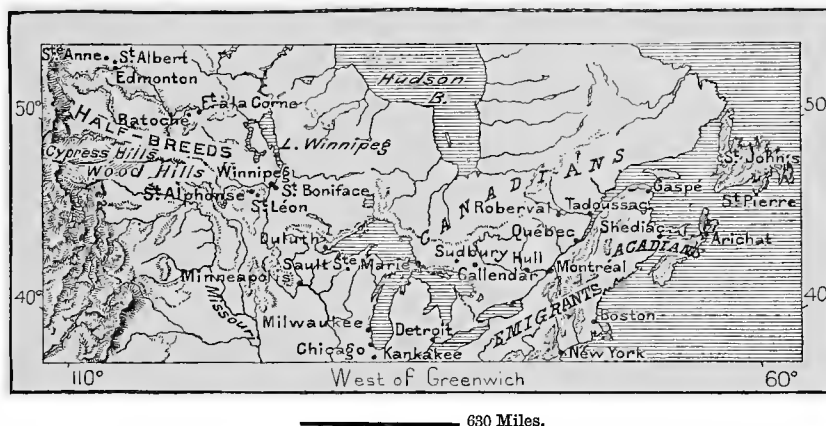 Ste Anne St Albert
Edmonton
Hudson
B.
50° 50°
Ft à la Corne
Batoche
HALF-BREEDS
L. Winnipeg
Cypress Hills
Wood Hills
Winnipeg
St Boniface
St Alphonse
St Léon
CANADIANS
St John's
Gaspé
St Pierre
Roberval
Tadoussac
Québec
Shediac
ACADIANS
Arichat
Duluth
Sudbury
Hull
Sault Ste Marie
Callendar
Montréal
Minneapolis
40° 40°
Missouri
EMIGRANTS
Boston
Milwaukee
Detroit
Chicago
Kankakee
New York
110° West of Greenwich 60°
630 Miles.